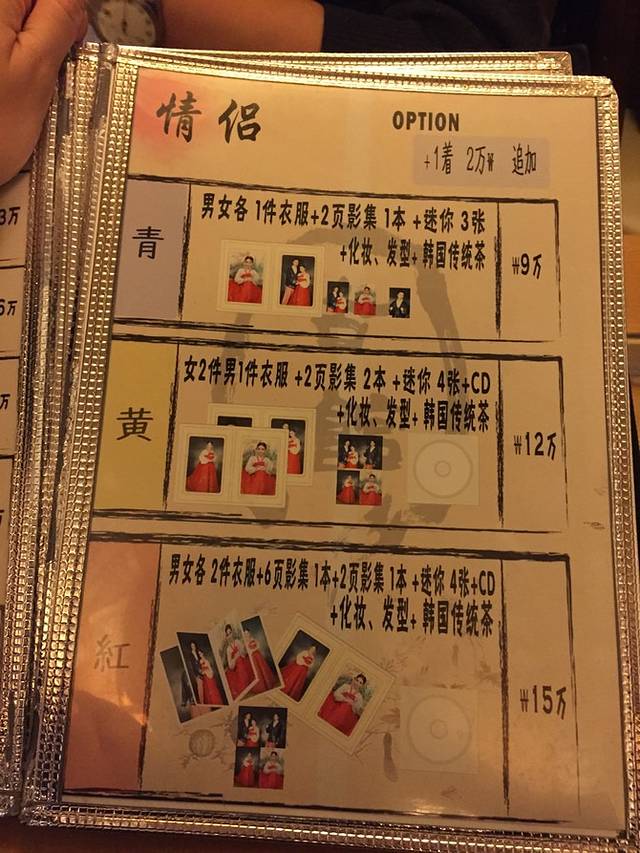 情侣
OPTION
+1着 2万₩ 追加
青
男女各 1件衣服+2页影集 1本 +迷你 3张
+化妆、发型+ 韩国传统茶
₩9万
黄
女2件男1件衣服 +2页影集 2本 +迷你 4张+CD
+化妆、发型+ 韩国传统茶
₩12万
紅
男女各 2件衣服+6页影集 1本+2页影集 1本 +迷你 4张+CD
+化妆、发型+ 韩国传统茶
₩15万
3万
6万
万